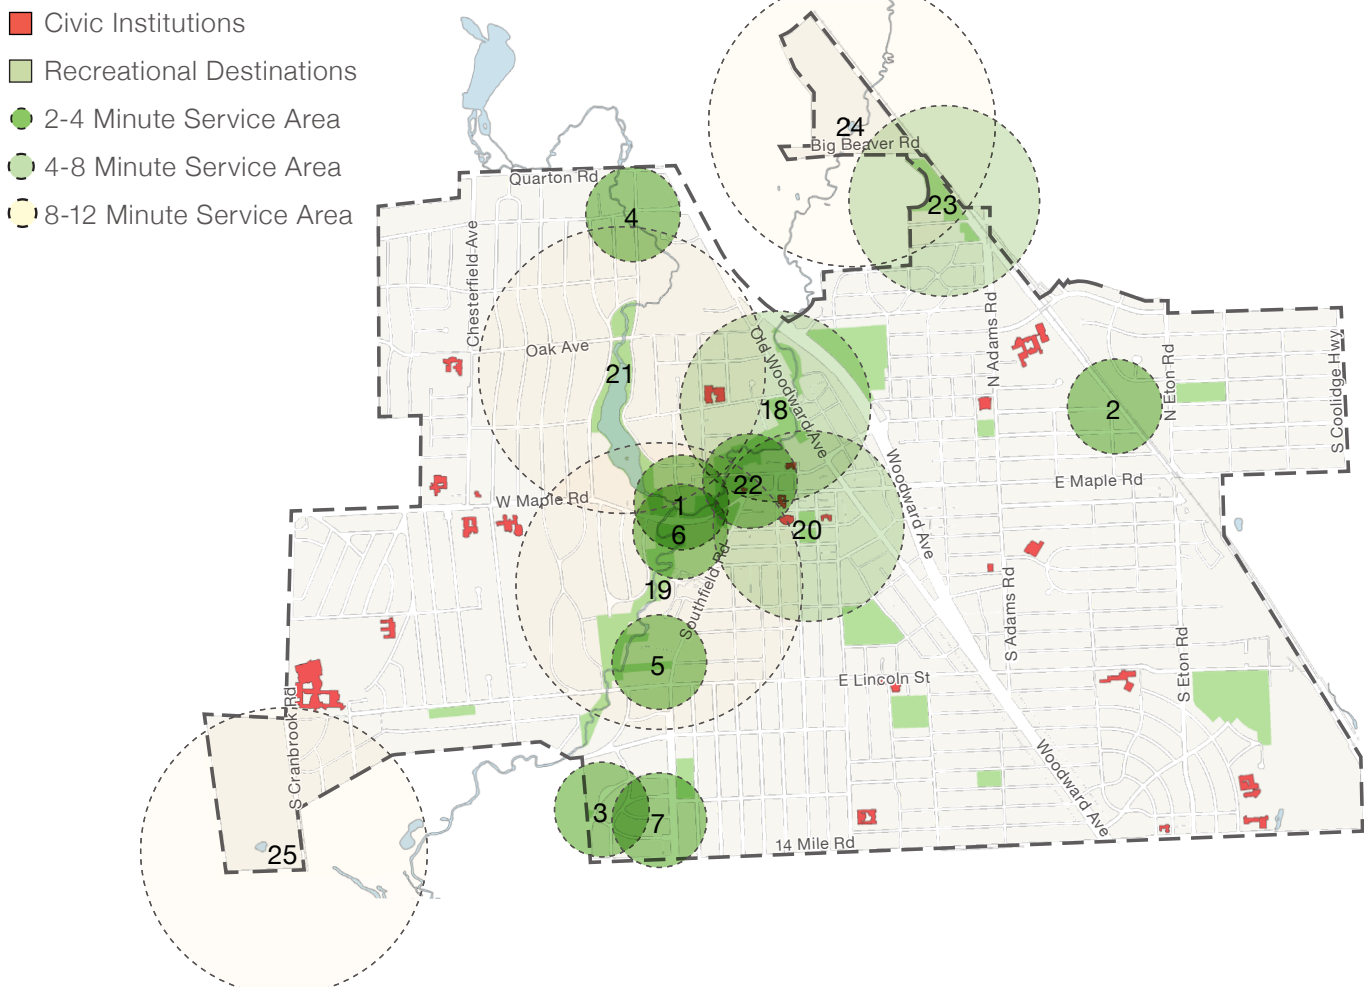 Civic Institutions
Recreational Destinations
2-4 Minute Service Area
4-8 Minute Service Area
8-12 Minute Service Area
24
Big Beaver Rd
Quarton Rd
4
23
Chesterfield Ave
Oak Ave
21
Old Woodward Ave
18
N Adams Rd
2
N Eton Rd
S Coolidge Hwy
W Maple Rd
1
22
6
20
Woodward Ave
E Maple Rd
19
Southfield Rd
5
S Adams Rd
E Lincoln St
S Eton Rd
S Cranbrook Rd
3
7
Woodward Ave
14 Mile Rd
25